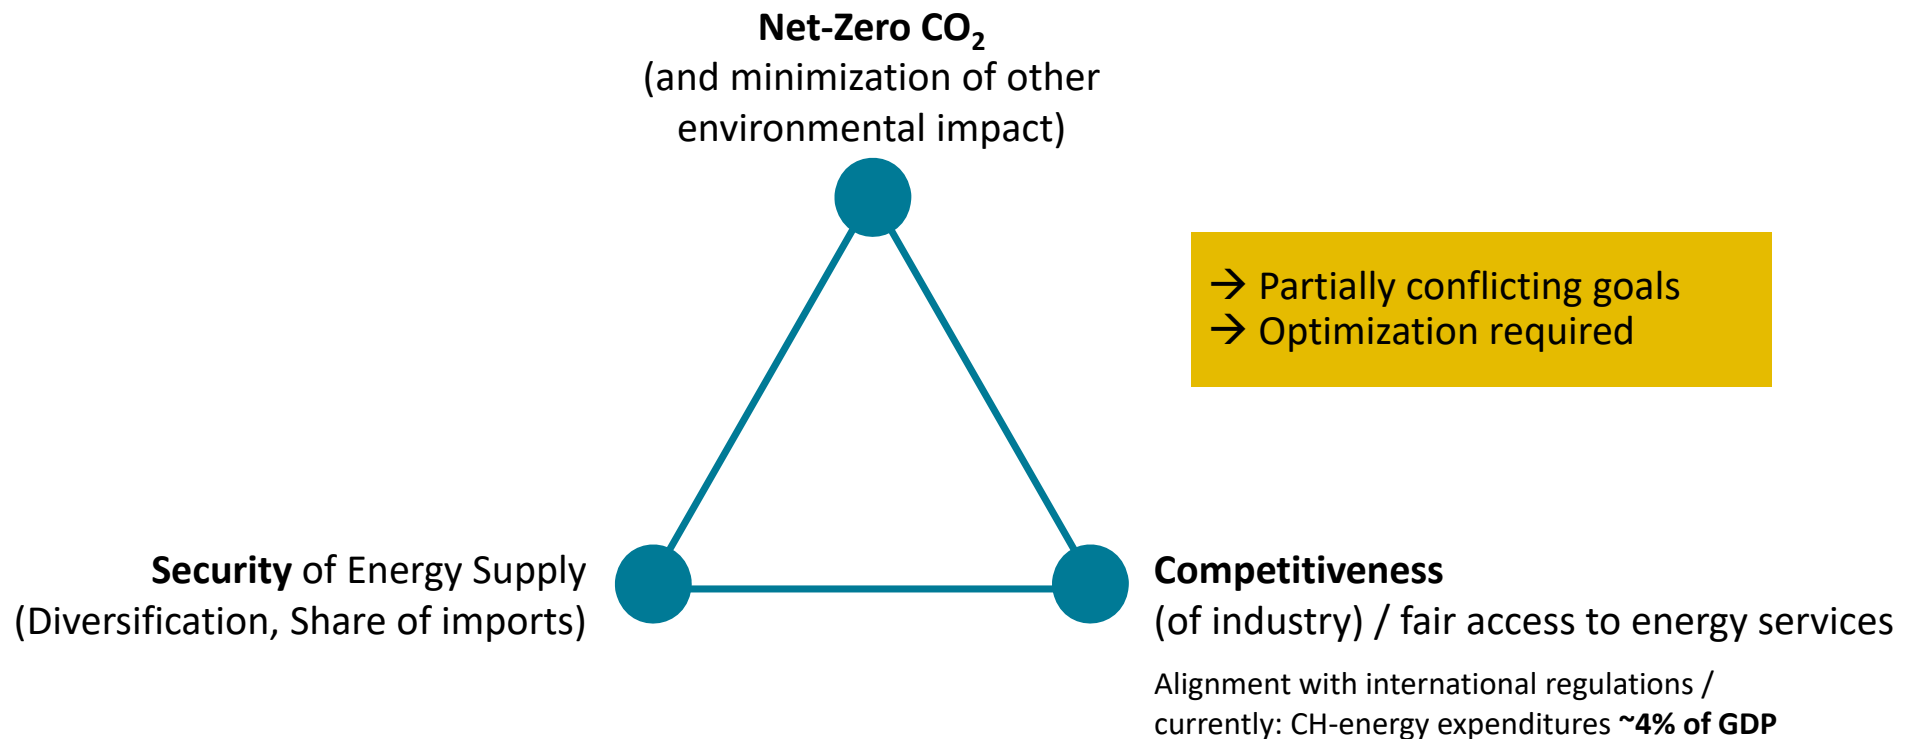 Net-Zero CO₂
(and minimization of other
environmental impact)
→ Partially conflicting goals
→ Optimization required
Security of Energy Supply
(Diversification, Share of imports)
Competitiveness
(of industry) / fair access to energy services
Alignment with international regulations /
currently: CH-energy expenditures ~4% of GDP